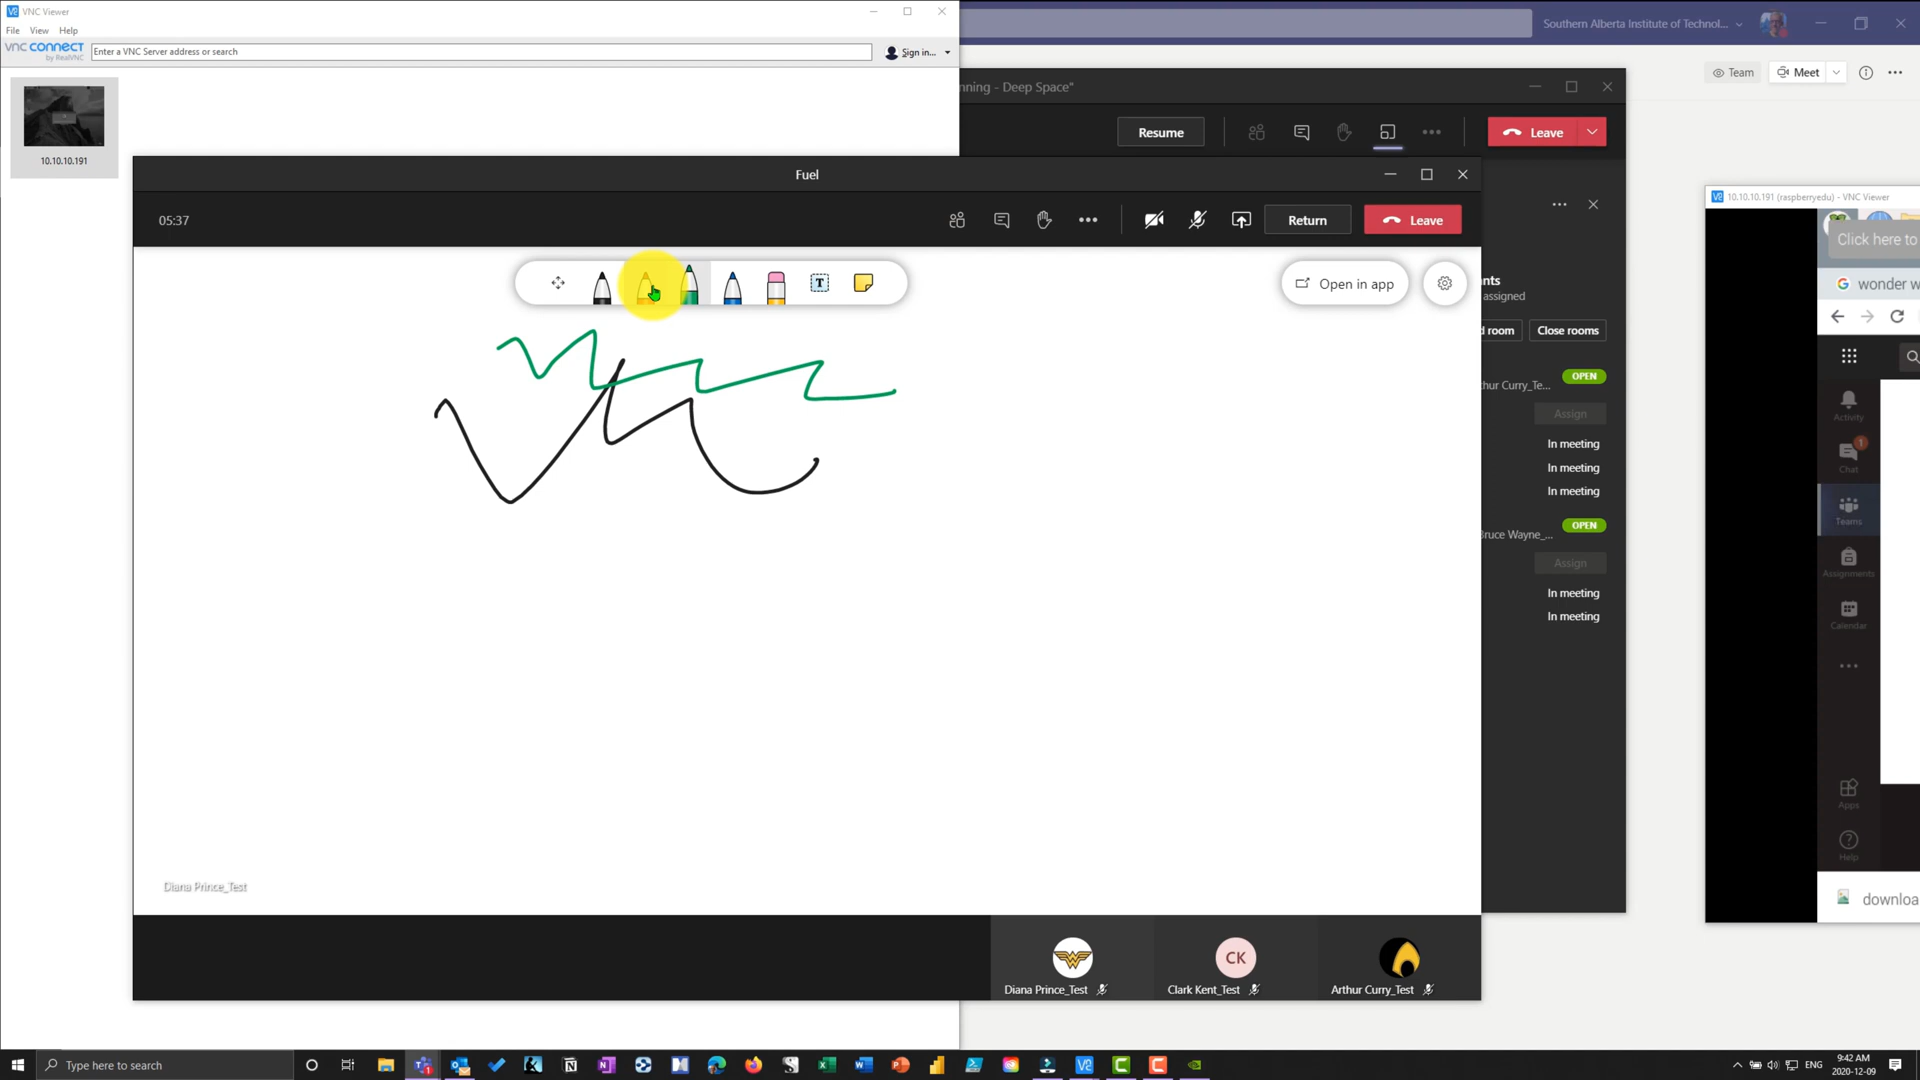 VNC Viewer
File View Help
VNC CONNECT
by RealVNC
Enter a VNC Server address or search
Sign in...
10.10.10.191
Southern Alberta Institute of Technol...
Team
Meet
nning - Deep Space"
Resume
Leave
Fuel
05:37
Return
Leave
T
Open in app
nts
assigned
d room
Close rooms
hur Curry_Te...
OPEN
Assign
In meeting
In meeting
In meeting
Bruce Wayne_...
OPEN
Assign
In meeting
In meeting
10.10.10.191 (raspberryedu) - VNC Viewer
Click here to
wonder w
Activity
1
Chat
Teams
Assignments
Calendar
Apps
Help
downloa
Diana Prince_Test
CK
Diana Prince_Test
Clark Kent_Test
Arthur Curry_Test
Type here to search
ENG
9:42 AM
2020-12-09